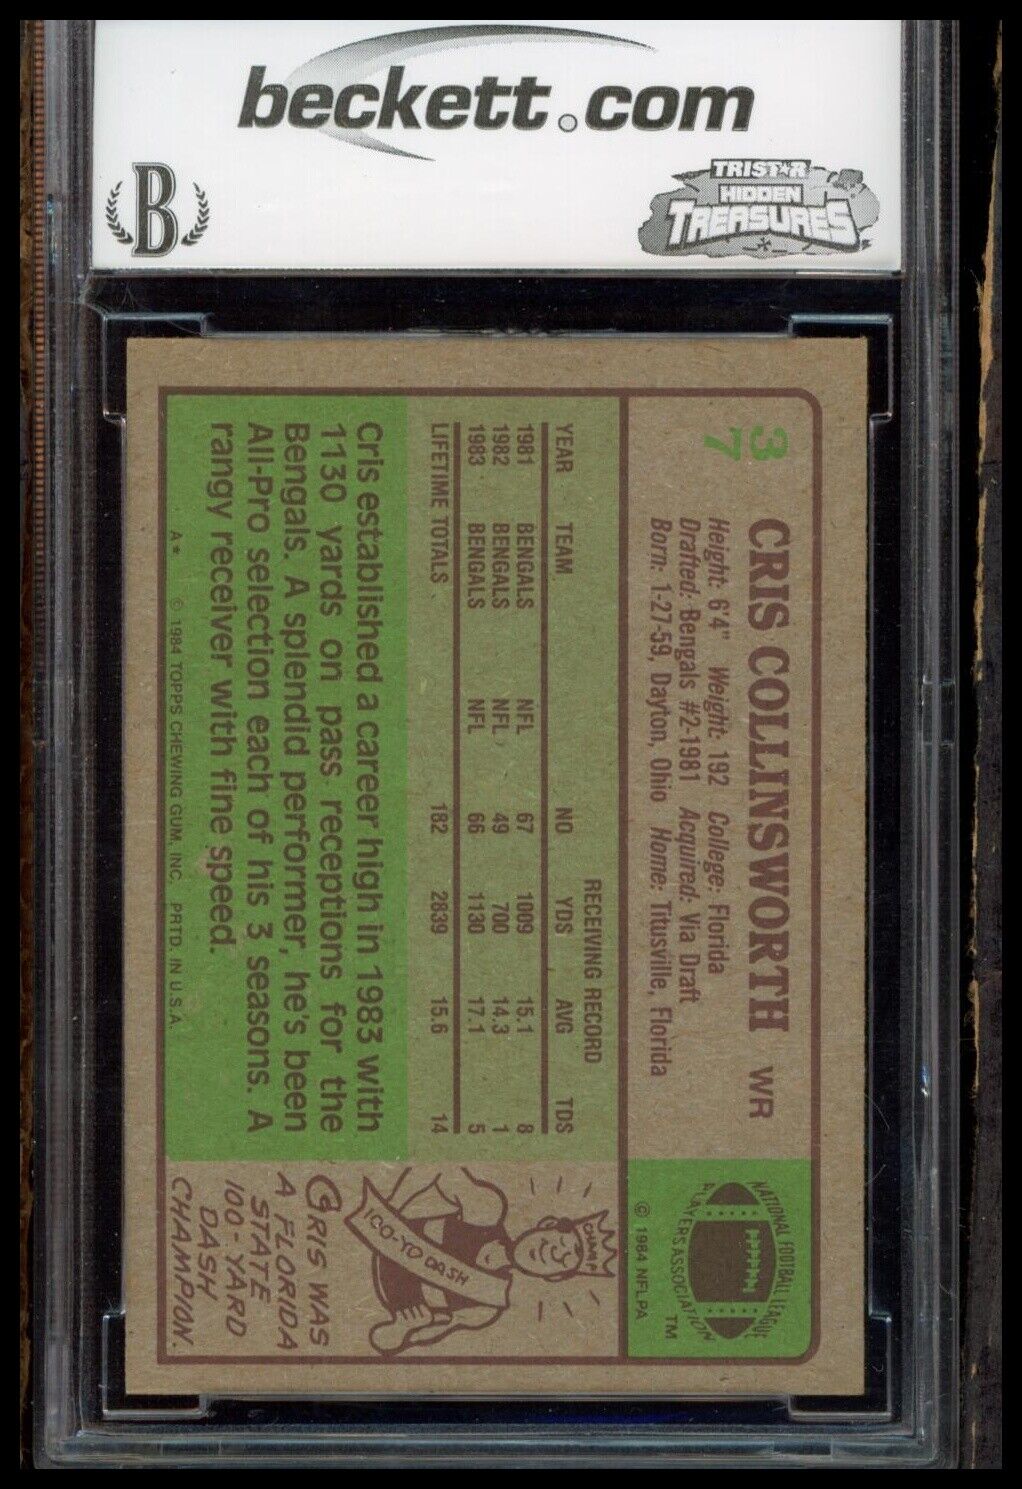 beckett.com
B
TRISTAR
HIDDEN
TREASURES
37
CRIS COLLINSWORTH WR
Height: 6'4" Weight: 192 College: Florida
Drafted: Bengals #2-1981 Acquired: Via Draft
Born: 1-27-59, Dayton, Ohio Home: Titusville, Florida
NATIONAL FOOTBALL LEAGUE
PLAYERS ASSOCIATION
TM
© 1984 NFLPA
RECEIVING RECORD
YEAR TEAM NO YDS AVG TDS
1981 BENGALS NFL 67 1009 15.1 8
1982 BENGALS NFL 49 700 14.3 1
1983 BENGALS NFL 66 1130 17.1 5
LIFETIME TOTALS 182 2839 15.6 14
Cris established a career high in 1983 with
1130 yards on pass receptions for the
Bengals. A splendid performer, he's been
All-Pro selection each of his 3 seasons. A
rangy receiver with fine speed.
A* © 1984 TOPPS CHEWING GUM, INC. PRTD. IN U.S.A.
CHAMP
100-YD DASH
CRIS WAS
A FLORIDA
STATE
100-YARD
DASH
CHAMPION.